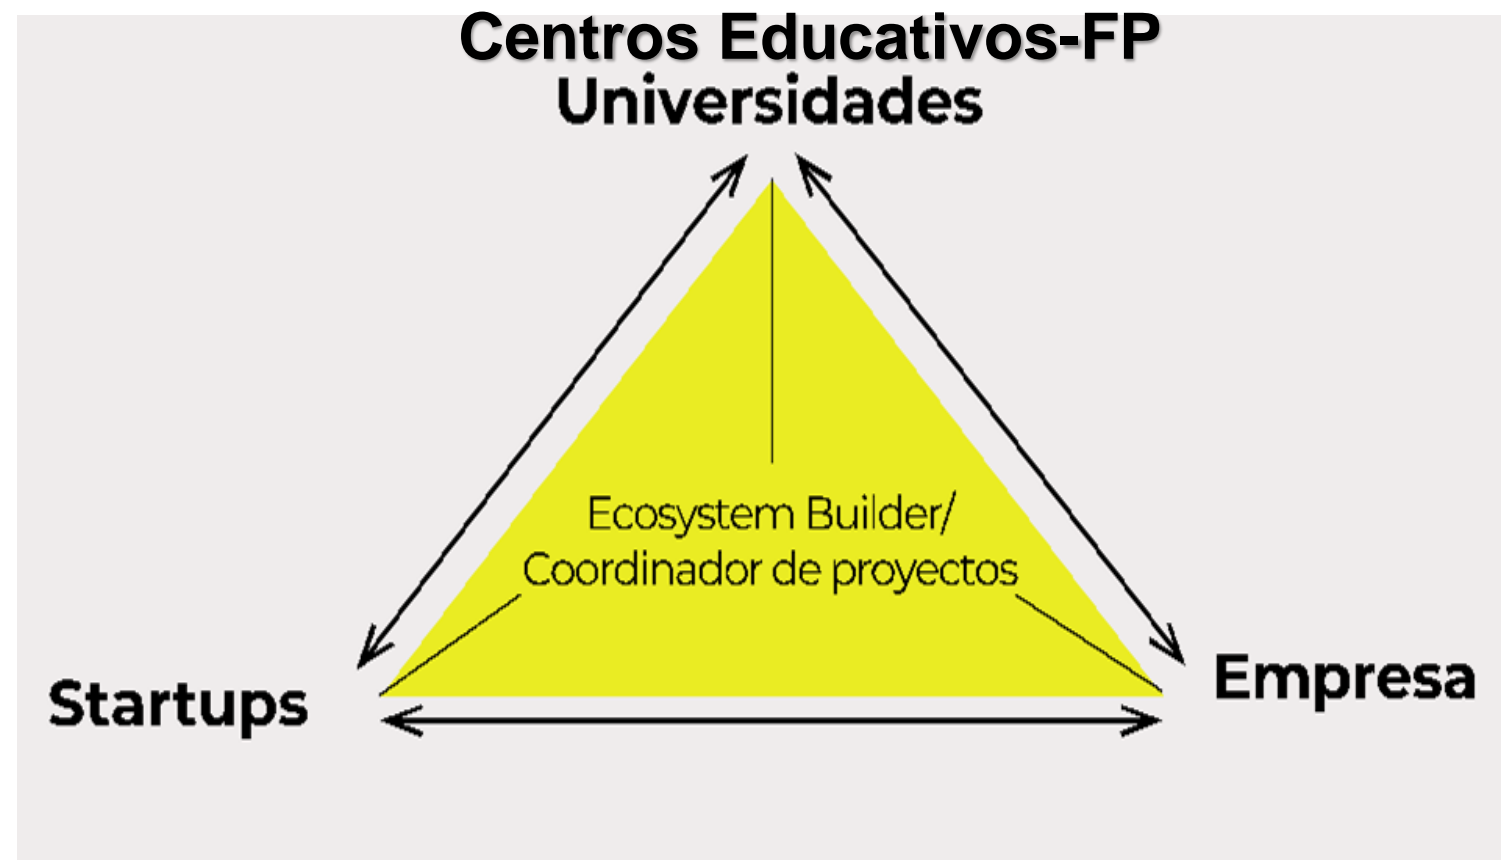 Centros Educativos-FP
Universidades
Ecosystem Builder/
Coordinador de proyectos
Startups
Empresa